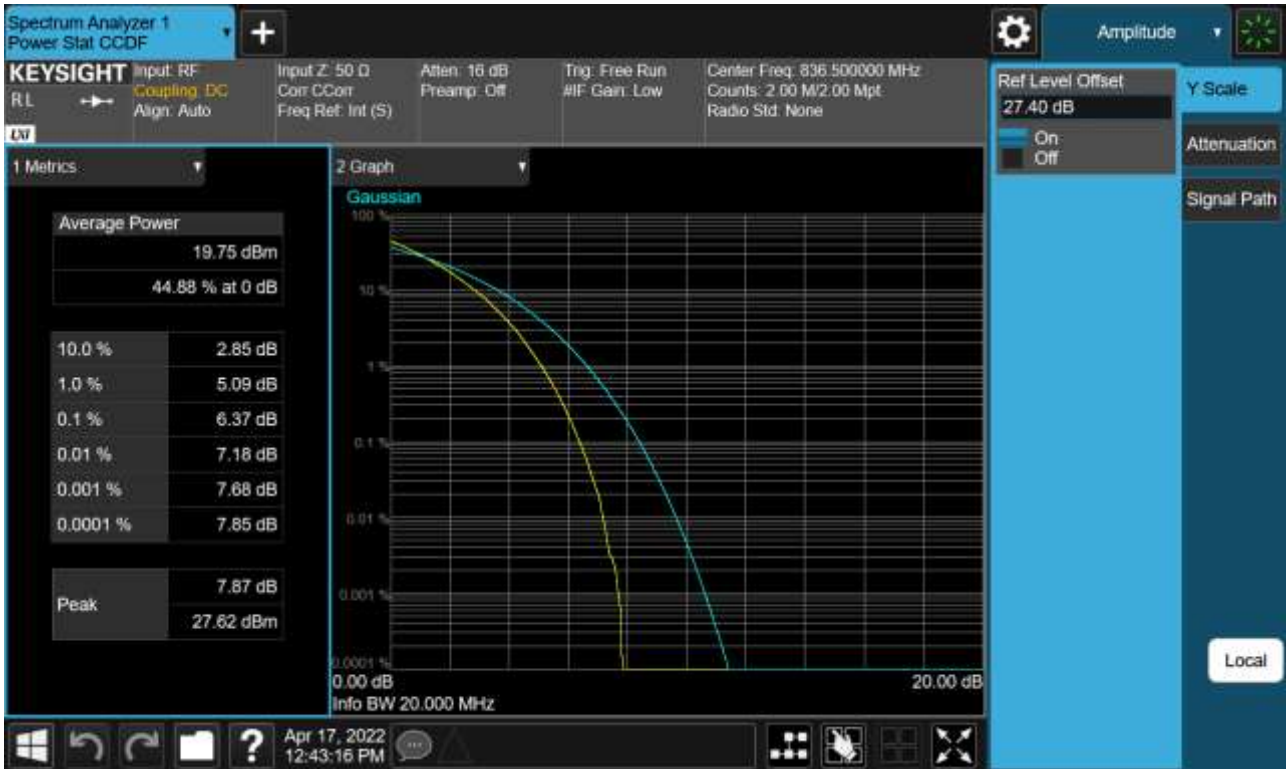 Spectrum Analyzer 1
Power Stat CCDF
Amplitude
KEYSIGHT
RL
LXI
Input: RF
Coupling: DC
Align: Auto
Input Z: 50 Ω
Corr CCorr
Freq Ref: Int (S)
Atten: 16 dB
Preamp: Off
Trig: Free Run
#IF Gain: Low
Center Freq: 836.500000 MHz
Counts: 2.00 M/2.00 Mpt
Radio Std: None
Ref Level Offset
27.40 dB
On
Off
Y Scale
Attenuation
Signal Path
1 Metrics
Average Power
19.75 dBm
44.88 % at 0 dB
10.0 % 2.85 dB
1.0 % 5.09 dB
0.1 % 6.37 dB
0.01 % 7.18 dB
0.001 % 7.68 dB
0.0001 % 7.85 dB
Peak
7.87 dB
27.62 dBm
2 Graph
Gaussian
100 %
10 %
1 %
0.1 %
0.01 %
0.001 %
0.0001 %
0.00 dB 20.00 dB
Info BW 20.000 MHz
Local
?
Apr 17, 2022
12:43:16 PM